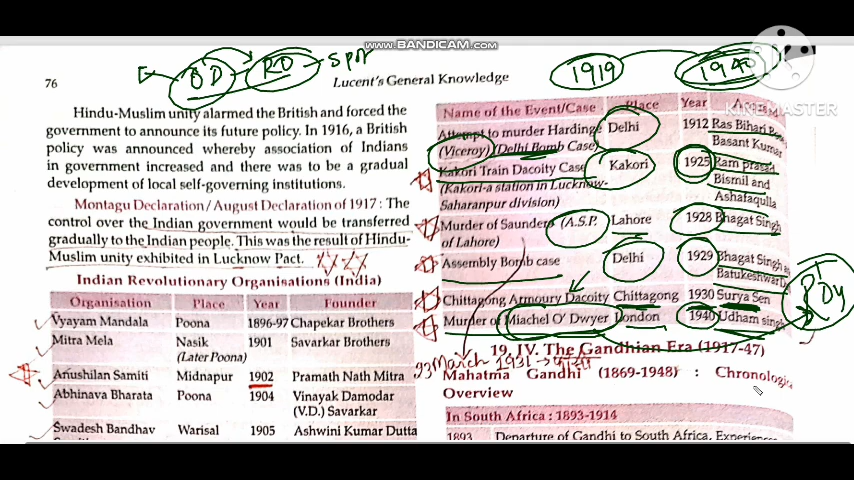 WWW.BANDICAM.COM
KINEMASTER
OD RD spot
1919 1940
76
Lucent's General Knowledge
Hindu-Muslim unity alarmed the British and forced the
government to announce its future policy. In 1916, a British
policy was announced whereby association of Indians
in government increased and there was to be a gradual
development of local self-governing institutions.
Montagu Declaration/August Declaration of 1917 : The
control over the Indian government would be transferred
gradually to the Indian people. This was the result of Hindu-
Muslim unity exhibited in Lucknow Pact.
Indian Revolutionary Organisations (India)
Organisation Place Year Founder
Vyayam Mandala Poona 1896-97 Chapekar Brothers
Mitra Mela Nasik 1901 Savarkar Brothers
(Later Poona)
Anushilan Samiti Midnapur 1902 Pramath Nath Mitra
Abhinava Bharata Poona 1904 Vinayak Damodar
(V.D.) Savarkar
Swadesh Bandhav Warisal 1905 Ashwini Kumar Dutta
Name of the Event/Case Place Year
Attempt to murder Hardinge Delhi 1912 Ras Bihari
(Viceroy) (Delhi Bomb Case) Basant Kumar
Kakori Train Dacoity Case Kakori 1925 Ram prasad
(Kakori-a station in Lucknow- Bismil and
Saharanpur division) Ashafaqulla
Murder of Saunders (A.S.P. Lahore 1928 Bhagat Singh
of Lahore)
Assembly Bomb case Delhi 1929 Bhagat Singh
Batukeshwar
Chittagong Armoury Dacoity Chittagong 1930 Surya Sen
Murder of Miachel O' Dwyer London 1940 Udham singh
19. IV. The Gandhian Era (1917-47)
23 March 1931
Mahatma Gandhi (1869-1948) : Chronologic
Overview
In South Africa : 1893-1914
1893 Departure of Gandhi to South Africa, Experience